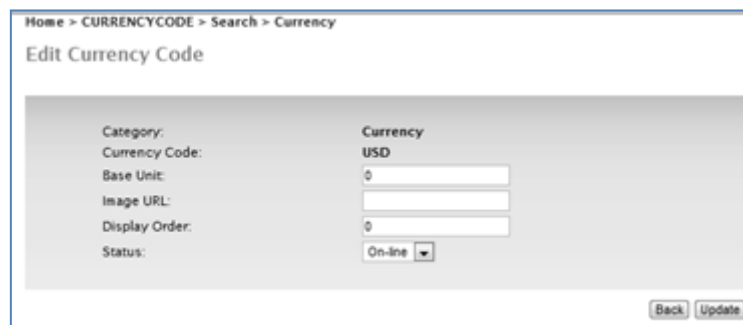 Home > CURRENCYCODE > Search > Currency
Edit Currency Code
Category: Currency
Currency Code: USD
Base Unit: 0
Image URL:
Display Order: 0
Status: On-line
Back Update